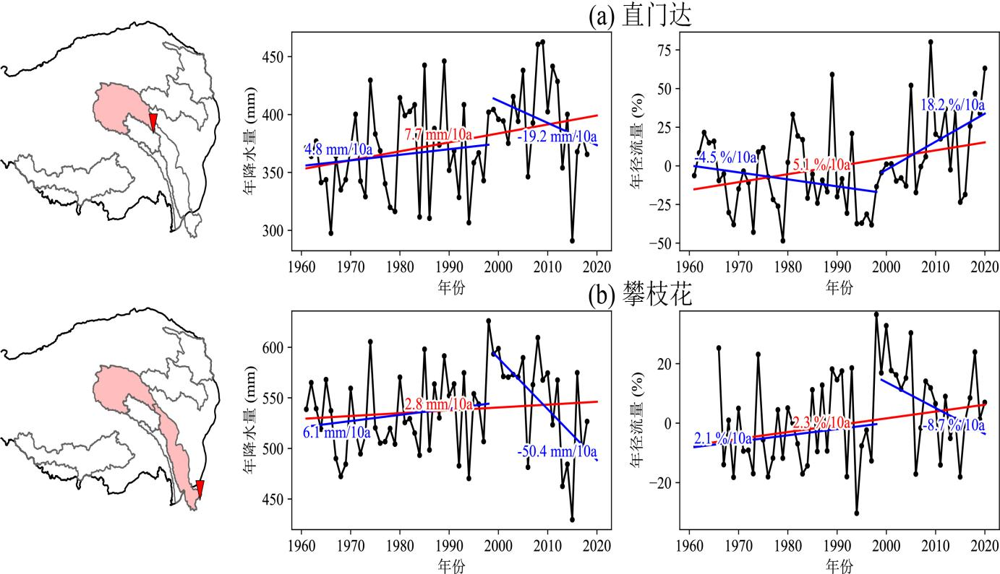 (a) 直门达
年降水量 (mm)
450
400
350
300
4.8 mm/10a
7.7 mm/10a
-19.2 mm/10a
1960 1970 1980 1990 2000 2010 2020
年份
年径流量 (%)
75
50
25
0
−25
−50
-4.5 %/10a
5.1 %/10a
18.2 %/10a
1960 1970 1980 1990 2000 2010 2020
年份
(b) 攀枝花
年降水量 (mm)
600
550
500
450
6.1 mm/10a
2.8 mm/10a
-50.4 mm/10a
1960 1970 1980 1990 2000 2010 2020
年份
年径流量 (%)
20
0
−20
2.1 %/10a
2.3 %/10a
-8.7 %/10a
1960 1970 1980 1990 2000 2010 2020
年份